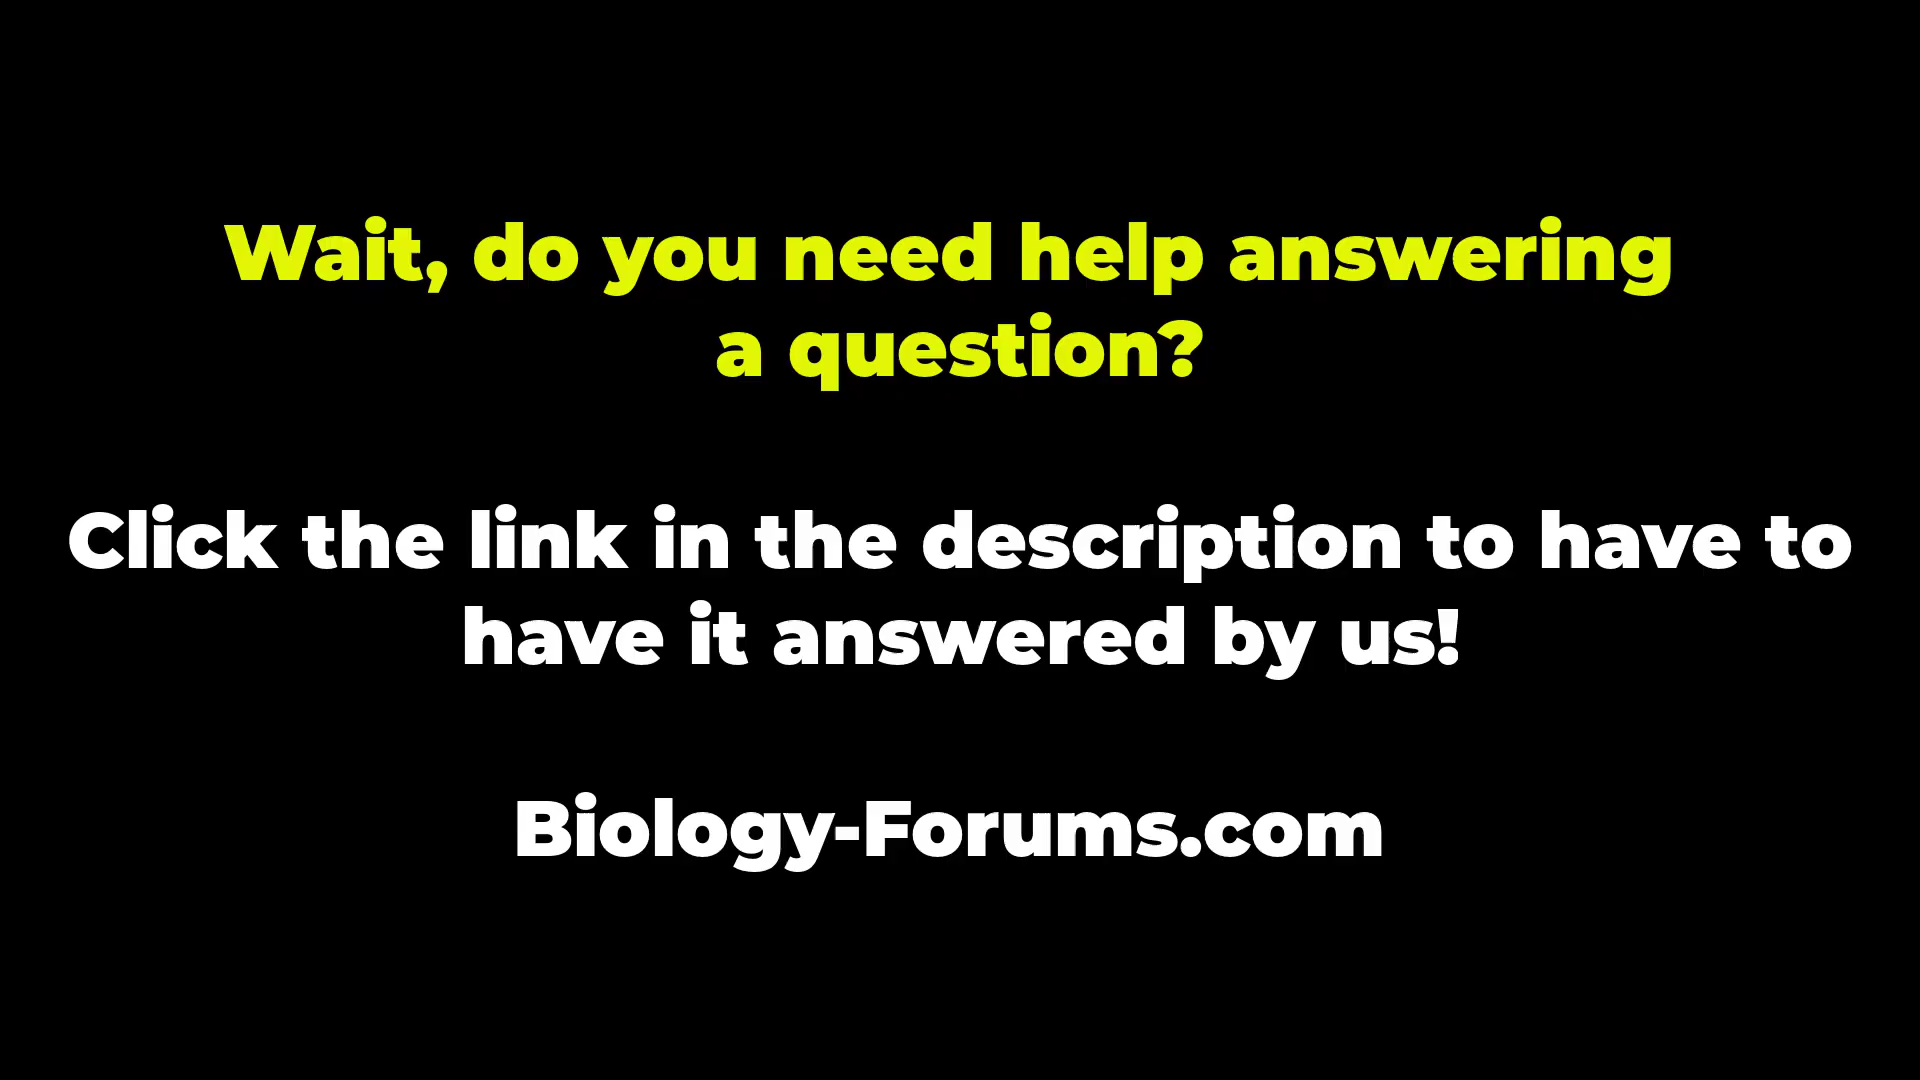 Wait, do you need help answering
a question?
Click the link in the description to have to
have it answered by us!
Biology-Forums.com